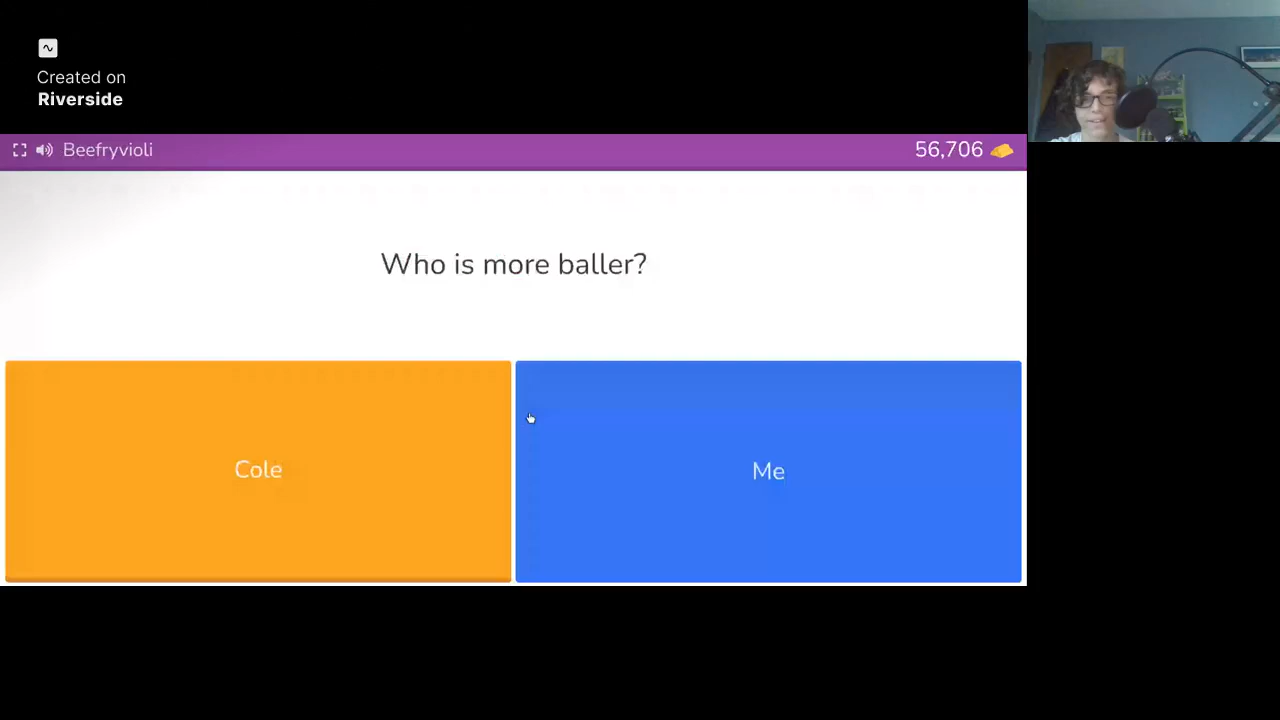 Created on
Riverside
Beefryvioli
56,706
Who is more baller?
Cole
Me